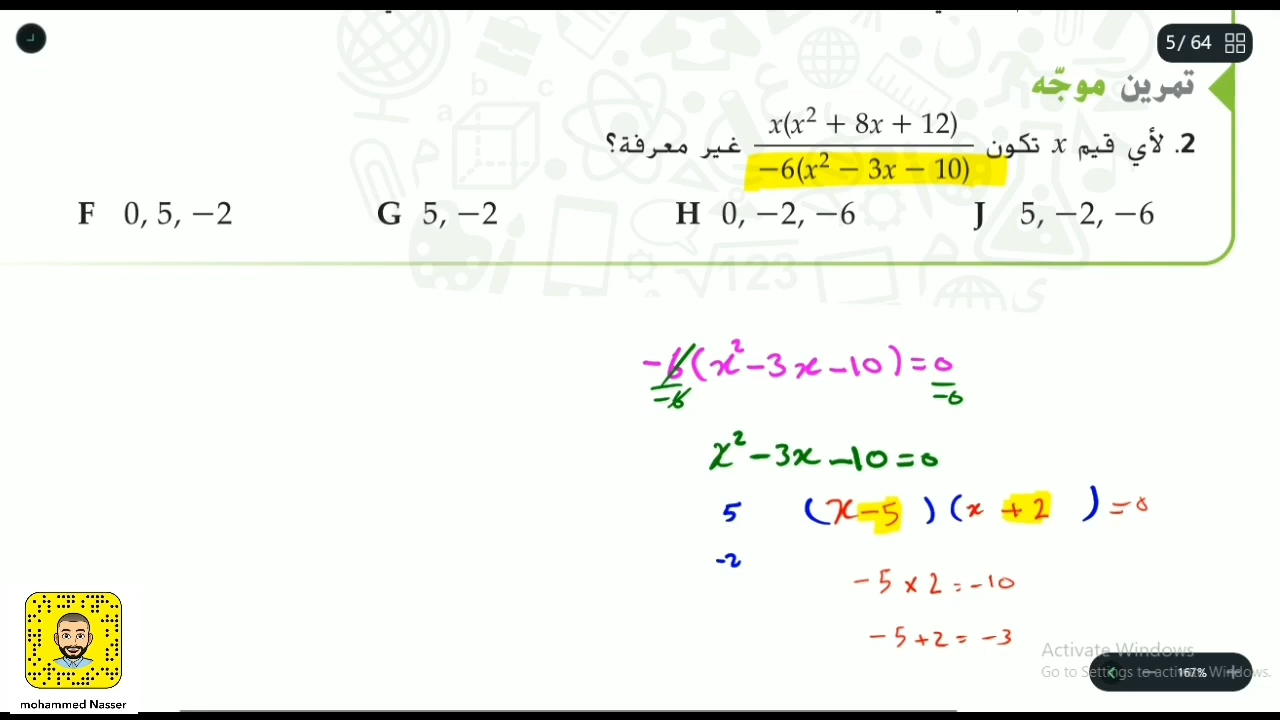 5 / 64
تمرين موجّه
2. لأي قيم x تكون x(x² + 8x + 12) / −6(x² − 3x − 10) غير معرفة؟
F 0, 5, −2 G 5, −2 H 0, −2, −6 J 5, −2, −6
−6(x² − 3x − 10) = 0
−6 −6
x² − 3x − 10 = 0
5 (x − 5) (x + 2) = 0
-2
−5 × 2 = −10
−5 + 2 = −3
Activate Windows
Go to Settings to activate Windows.
167%
mohammed Nasser